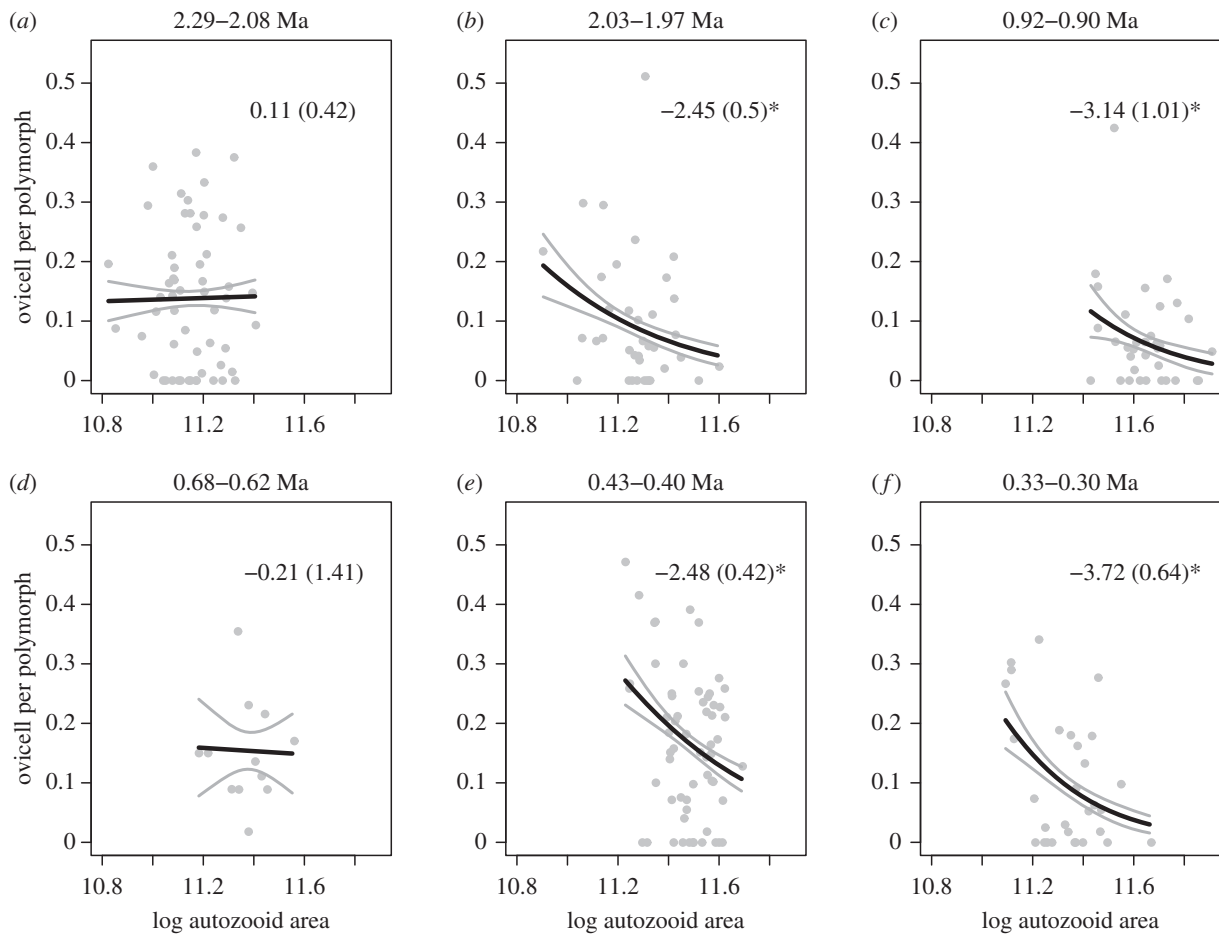 (a) 2.29–2.08 Ma
0.11 (0.42)
ovicell per polymorph
0.5
0.4
0.3
0.2
0.1
0
10.8 11.2 11.6
(b) 2.03–1.97 Ma
−2.45 (0.5)*
0.5
0.4
0.3
0.2
0.1
0
10.8 11.2 11.6
(c) 0.92–0.90 Ma
−3.14 (1.01)*
0.5
0.4
0.3
0.2
0.1
0
10.8 11.2 11.6
(d) 0.68–0.62 Ma
−0.21 (1.41)
ovicell per polymorph
0.5
0.4
0.3
0.2
0.1
0
10.8 11.2 11.6
log autozooid area
(e) 0.43–0.40 Ma
−2.48 (0.42)*
0.5
0.4
0.3
0.2
0.1
0
10.8 11.2 11.6
log autozooid area
(f) 0.33–0.30 Ma
−3.72 (0.64)*
0.5
0.4
0.3
0.2
0.1
0
10.8 11.2 11.6
log autozooid area